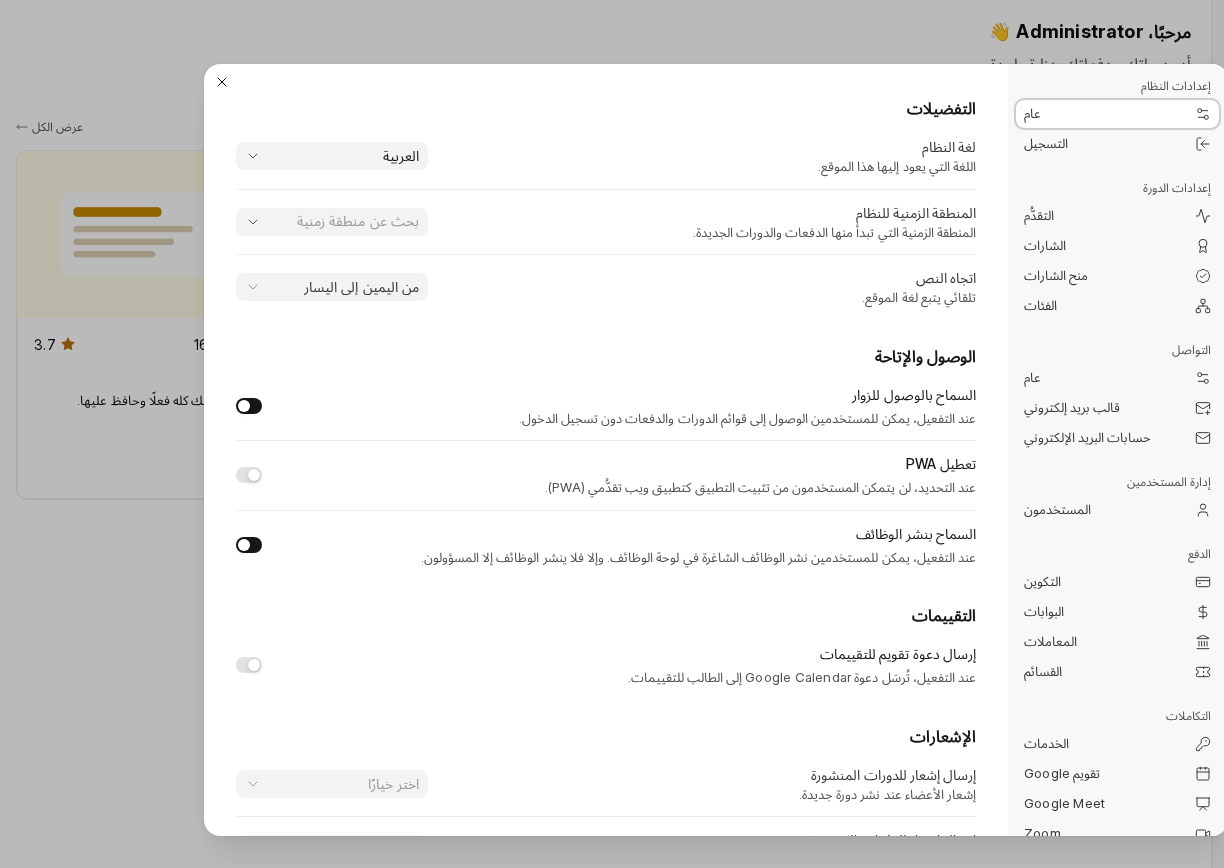 مرحبًا، Administrator 👋
عرض الكل ←
3.7
ك كله فعلًا وحافظ عليها.
إعدادات النظام
عام
التسجيل
إعدادات الدورة
التقدُّم
الشارات
منح الشارات
الفئات
التواصل
عام
قالب بريد إلكتروني
حسابات البريد الإلكتروني
إدارة المستخدمين
المستخدمون
الدفع
التكوين
البوابات
المعاملات
القسائم
التكاملات
الخدمات
تقويم Google
Google Meet
Zoom
التفضيلات
لغة النظام
اللغة التي يعود إليها هذا الموقع.
العربية
المنطقة الزمنية للنظام
المنطقة الزمنية التي تبدأ منها الدفعات والدورات الجديدة.
بحث عن منطقة زمنية
اتجاه النص
تلقائي يتبع لغة الموقع.
من اليمين إلى اليسار
الوصول والإتاحة
السماح بالوصول للزوار
عند التفعيل، يمكن للمستخدمين الوصول إلى قوائم الدورات والدفعات دون تسجيل الدخول.
تعطيل PWA
عند التحديد، لن يتمكن المستخدمون من تثبيت التطبيق كتطبيق ويب تقدُّمي (PWA).
السماح بنشر الوظائف
عند التفعيل، يمكن للمستخدمين نشر الوظائف الشاغرة في لوحة الوظائف. وإلا فلا ينشر الوظائف إلا المسؤولون.
التقييمات
إرسال دعوة تقويم للتقييمات
عند التفعيل، تُرسَل دعوة Google Calendar إلى الطالب للتقييمات.
الإشعارات
إرسال إشعار للدورات المنشورة
إشعار الأعضاء عند نشر دورة جديدة.
اختر خيارًا